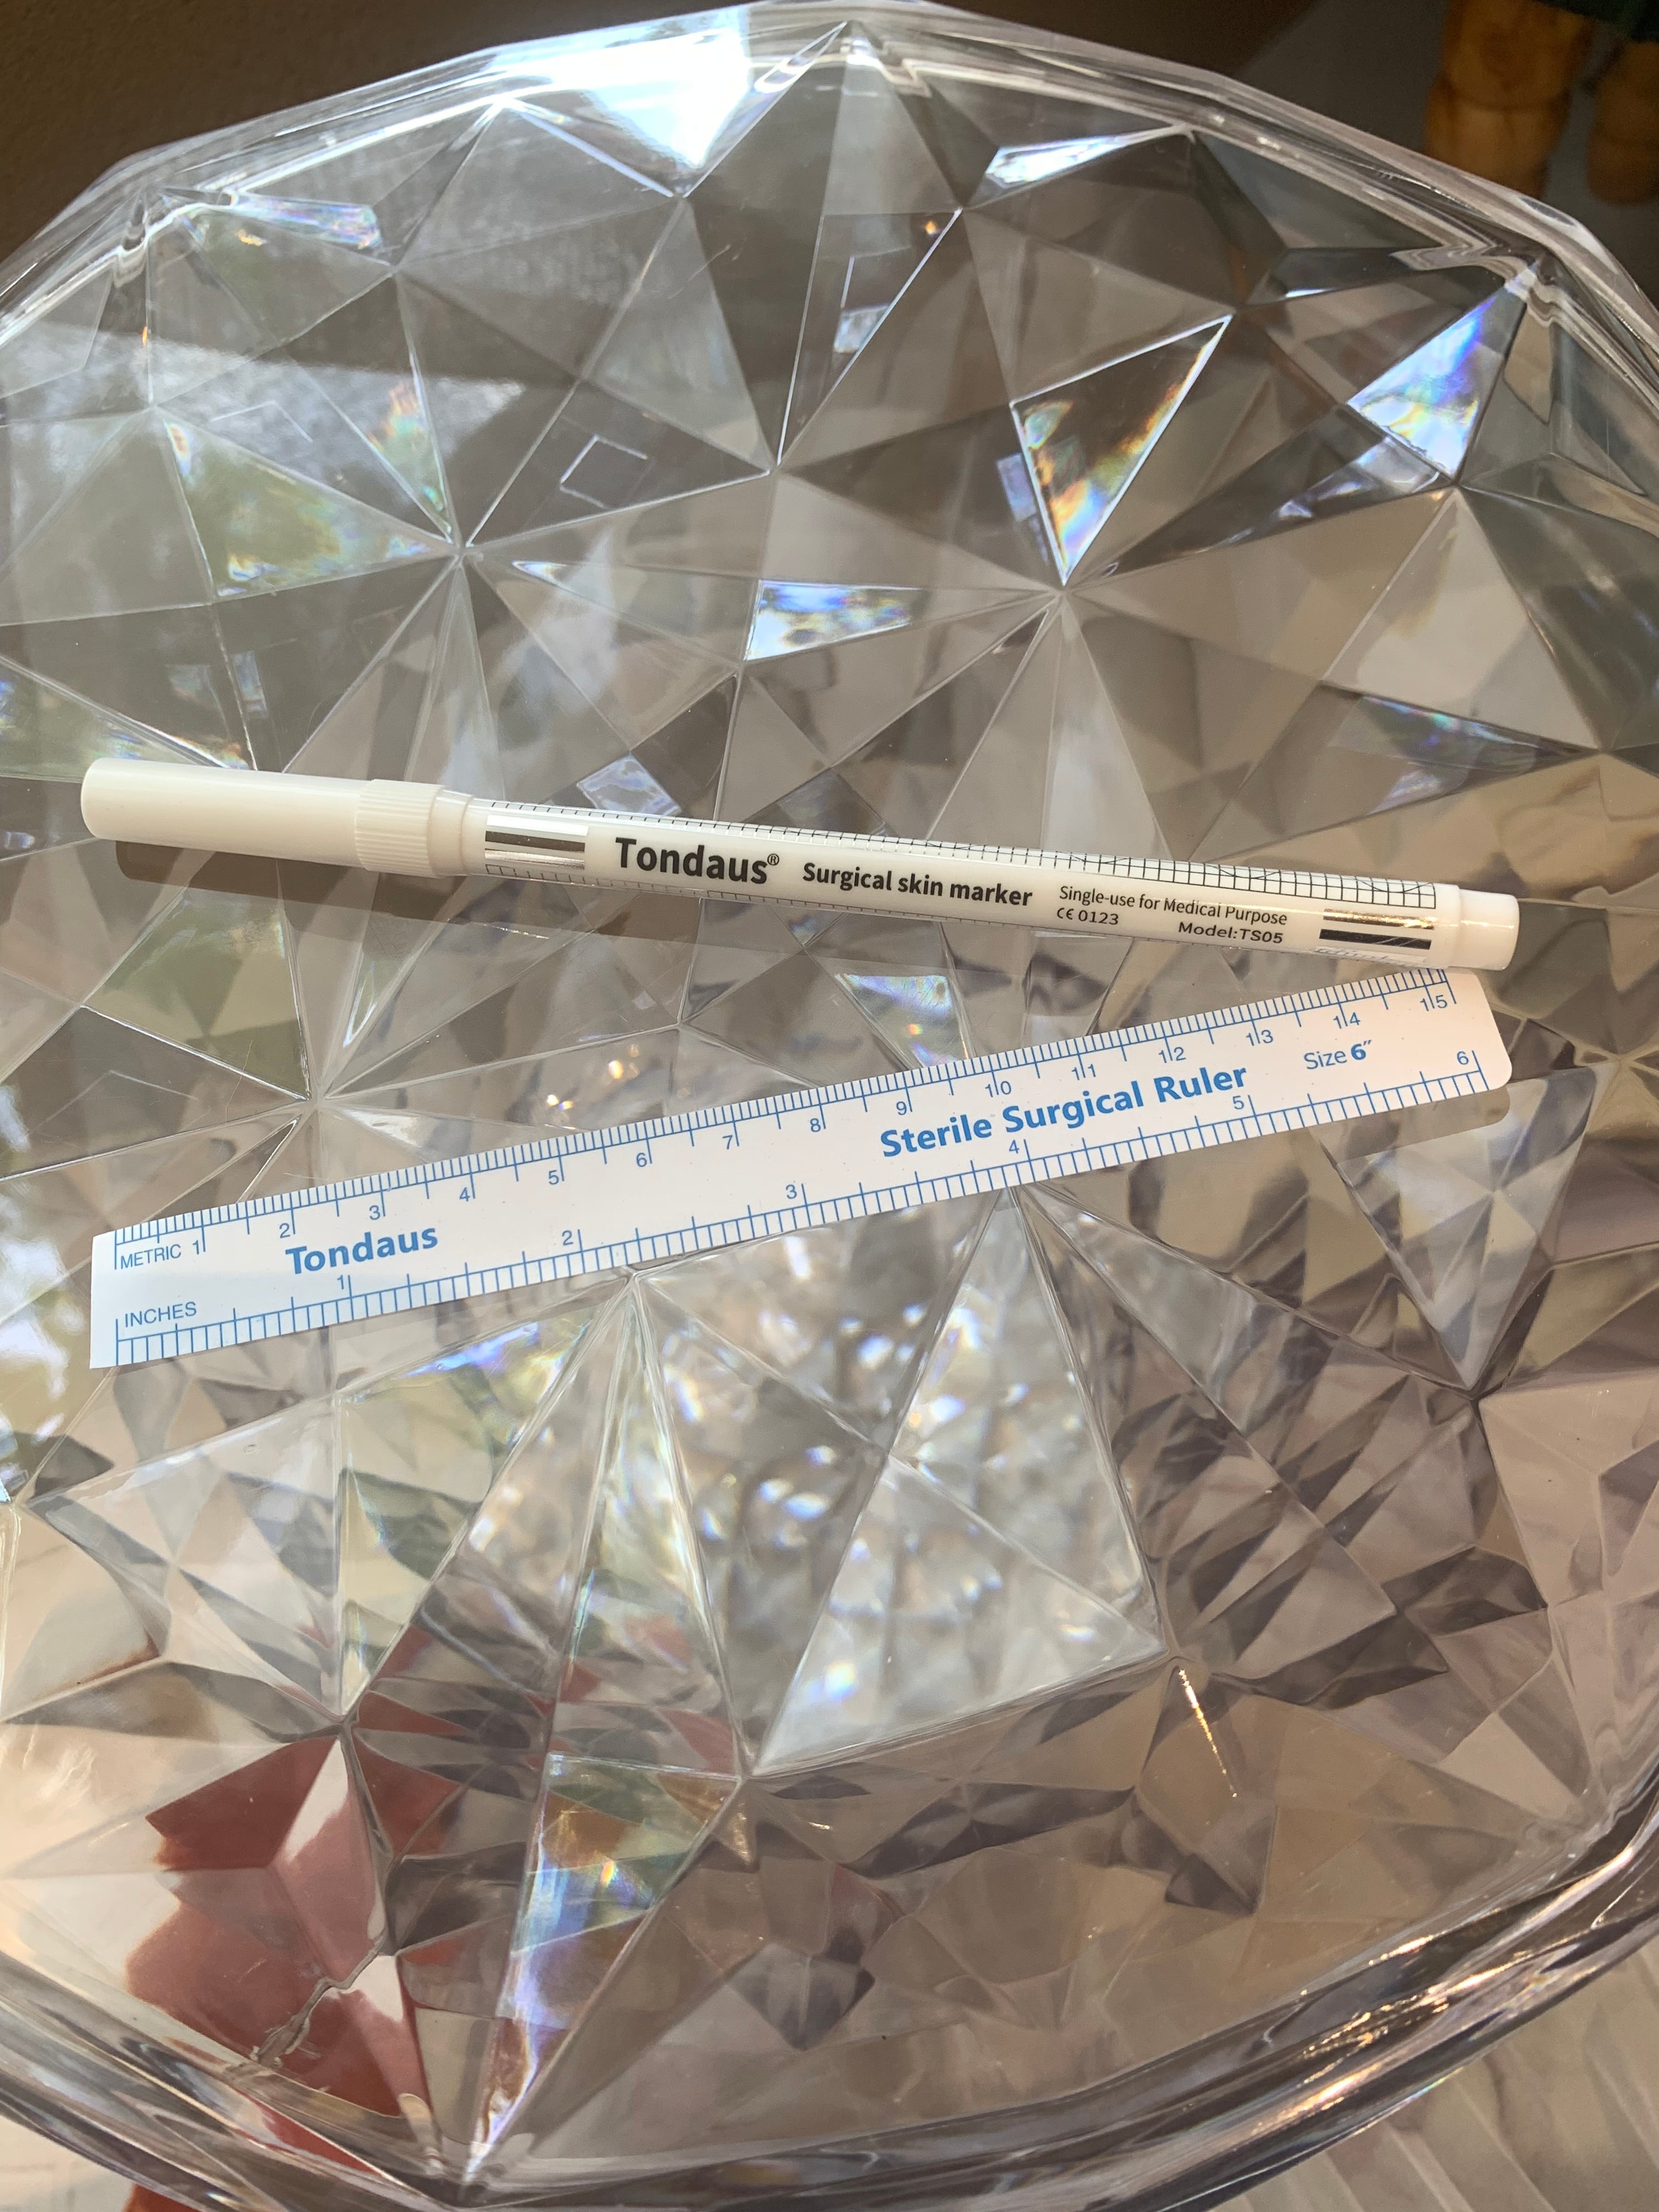 Tondaus® Surgical skin marker
Single-use for Medical Purpose
CE 0123 Model:TS05
1 2 3 4 5 6 7 8 9 10 11 12 13 14 15
METRIC
Tondaus Sterile Surgical Ruler Size 6"
INCHES
1 2 3 4 5 6